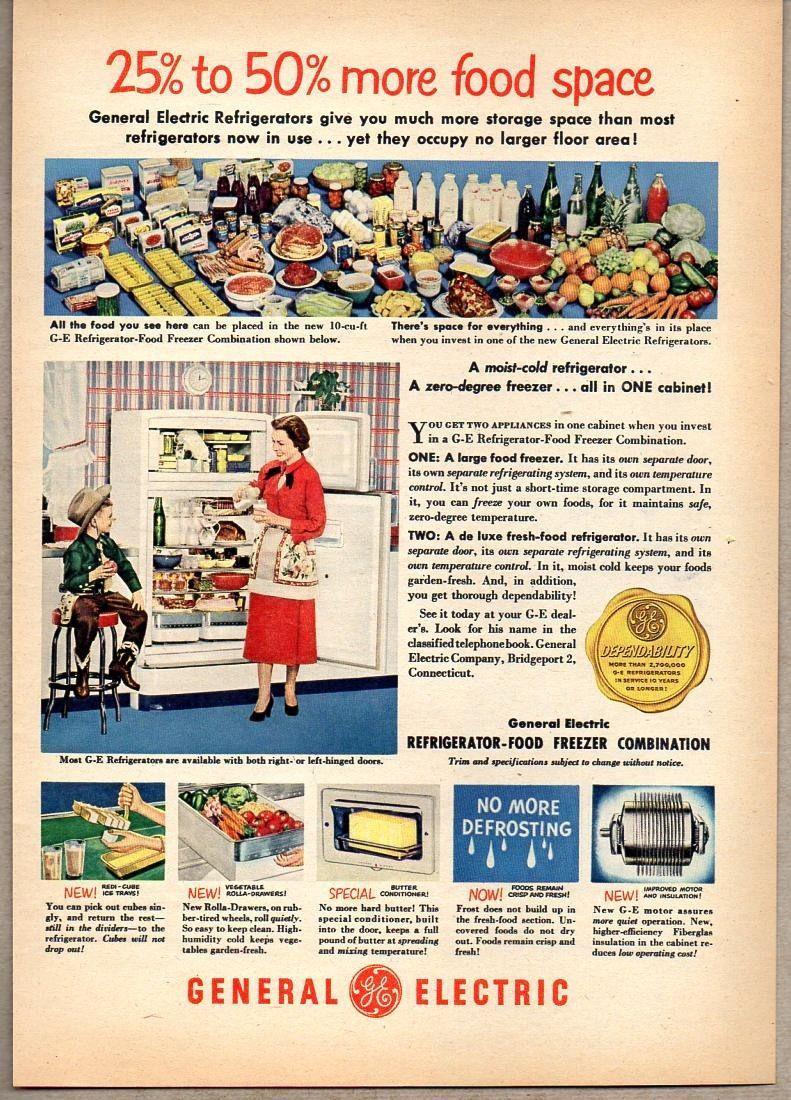 25% to 50% more food space
General Electric Refrigerators give you much more storage space than most
refrigerators now in use . . . yet they occupy no larger floor area!
All the food you see here can be placed in the new 10-cu-ft
G-E Refrigerator-Food Freezer Combination shown below.
There's space for everything . . . and everything's in its place
when you invest in one of the new General Electric Refrigerators.
A moist-cold refrigerator . . .
A zero-degree freezer . . . all in ONE cabinet!
YOU GET TWO APPLIANCES in one cabinet when you invest
in a G-E Refrigerator-Food Freezer Combination.
ONE: A large food freezer. It has its own separate door,
its own separate refrigerating system, and its own temperature
control. It's not just a short-time storage compartment. In
it, you can freeze your own foods, for it maintains safe,
zero-degree temperature.
TWO: A de luxe fresh-food refrigerator. It has its own
separate door, its own separate refrigerating system, and its
own temperature control. In it, moist cold keeps your foods
garden-fresh. And, in addition,
you get thorough dependability!
See it today at your G-E deal-
er's. Look for his name in the
classified telephone book. General
Electric Company, Bridgeport 2,
Connecticut.
GE
DEPENDABILITY
MORE THAN 2,700,000
G-E REFRIGERATORS
IN SERVICE 10 YEARS
OR LONGER!
General Electric
REFRIGERATOR-FOOD FREEZER COMBINATION
Trim and specifications subject to change without notice.
Most G-E Refrigerators are available with both right- or left-hinged doors.
NEW! REDI-CUBE
ICE TRAYS!
You can pick out cubes sin-
gly, and return the rest—
still in the dividers—to the
refrigerator. Cubes will not
drop out!
NEW! VEGETABLE
ROLLA-DRAWERS!
New Rolla-Drawers, on rub-
ber-tired wheels, roll quietly.
So easy to keep clean. High-
humidity cold keeps vege-
tables garden-fresh.
SPECIAL BUTTER
CONDITIONER!
No more hard butter! This
special conditioner, built
into the door, keeps a full
pound of butter at spreading
and mixing temperature!
NO MORE
DEFROSTING
NOW! FOODS REMAIN
CRISP AND FRESH!
Frost does not build up in
the fresh-food section. Un-
covered foods do not dry
out. Foods remain crisp and
fresh!
NEW! IMPROVED MOTOR
AND INSULATION!
New G-E motor assures
more quiet operation. New,
higher-efficiency Fiberglas
insulation in the cabinet re-
duces low operating cost!
GENERAL GE ELECTRIC